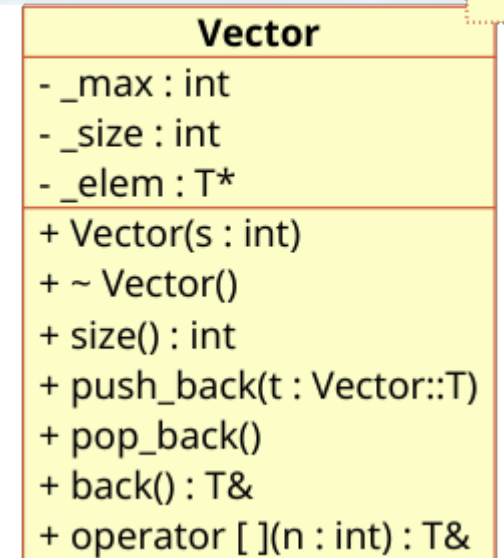 Vector
- _max : int
- _size : int
- _elem : T*
+ Vector(s : int)
+ ~ Vector()
+ size() : int
+ push_back(t : Vector::T)
+ pop_back()
+ back() : T&
+ operator [ ](n : int) : T&